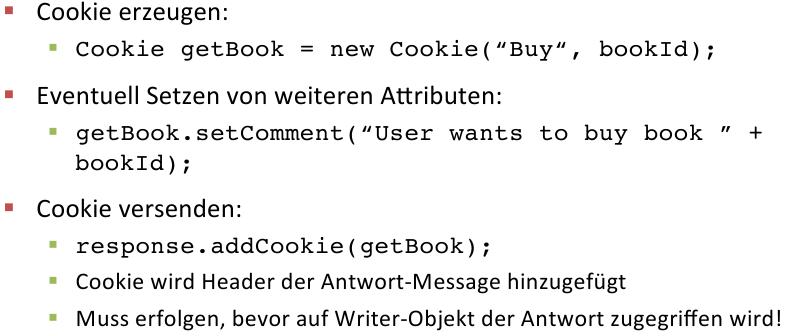 Cookie erzeugen:
Cookie getBook = new Cookie(“Buy“, bookId);
Eventuell Setzen von weiteren Attributen:
getBook.setComment(“User wants to buy book ” +
bookId);
Cookie versenden:
response.addCookie(getBook);
Cookie wird Header der Antwort-Message hinzugefügt
Muss erfolgen, bevor auf Writer-Objekt der Antwort zugegriffen wird!